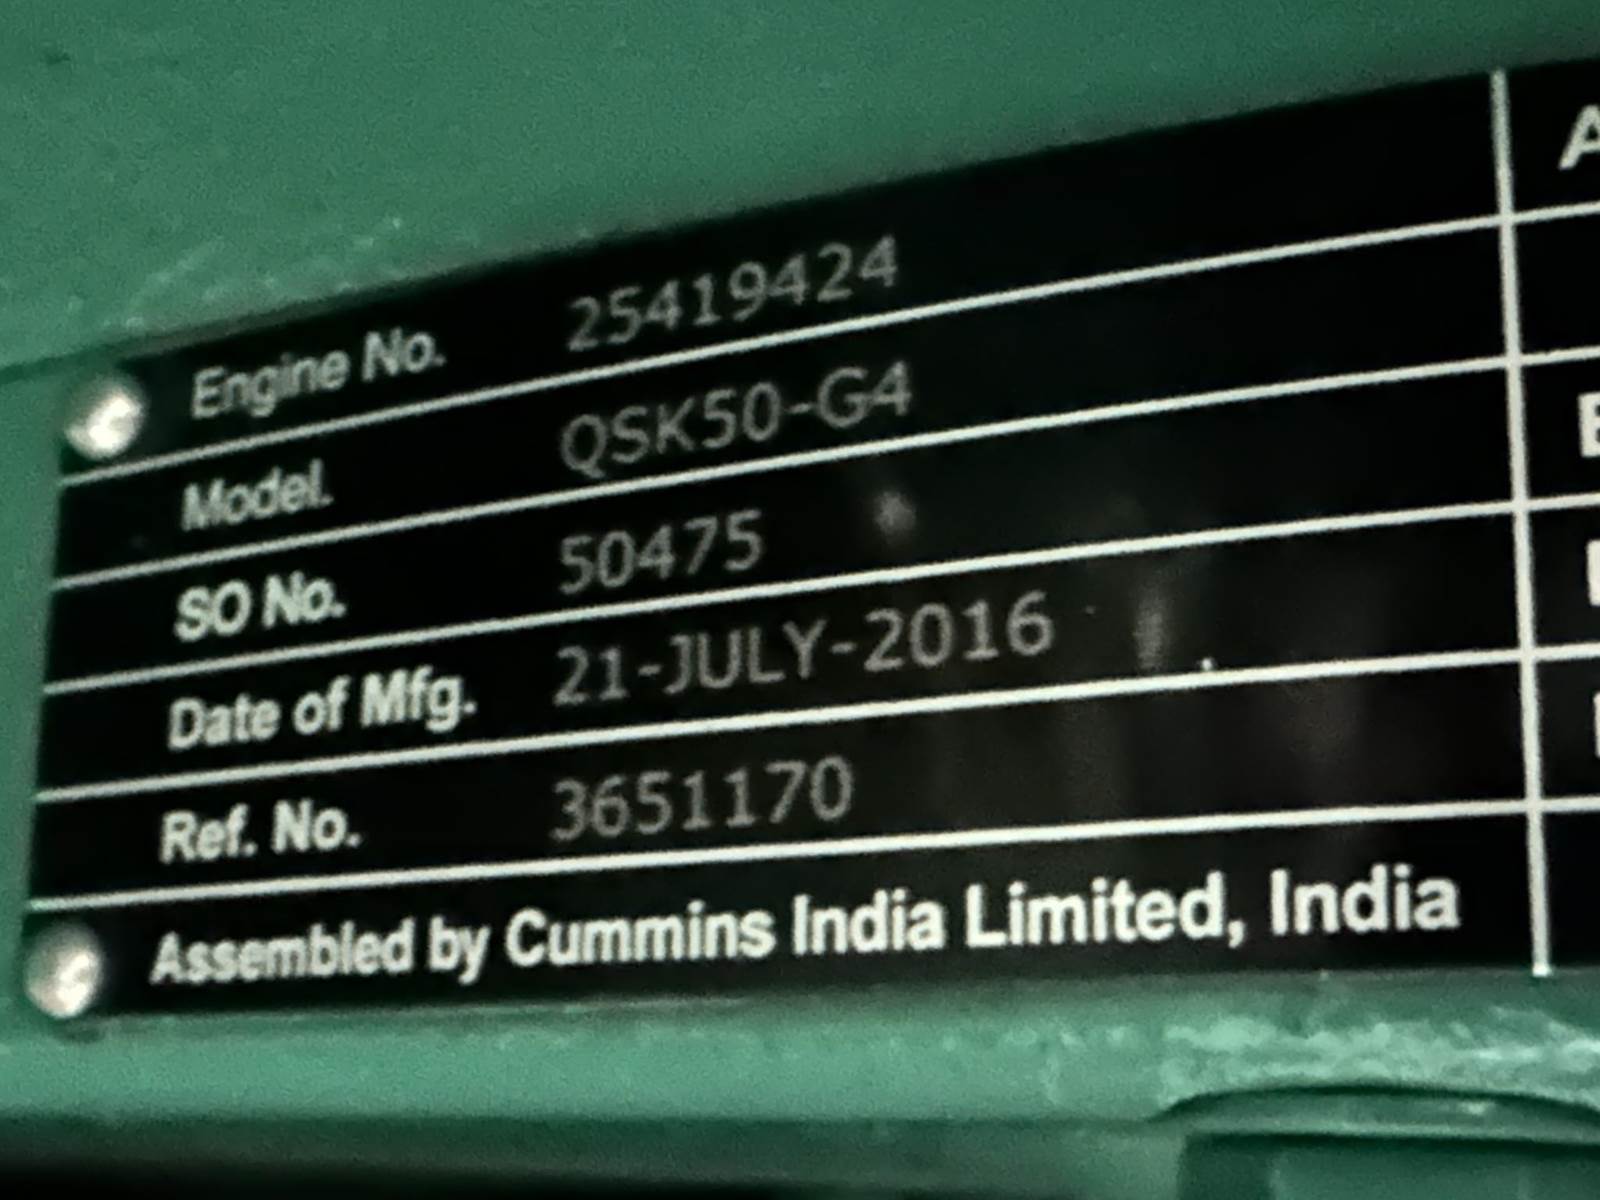 Engine No. 25419424
Model. QSK50-G4
SO No. 50475
Date of Mfg. 21-JULY-2016
Ref. No. 3651170
Assembled by Cummins India Limited, India